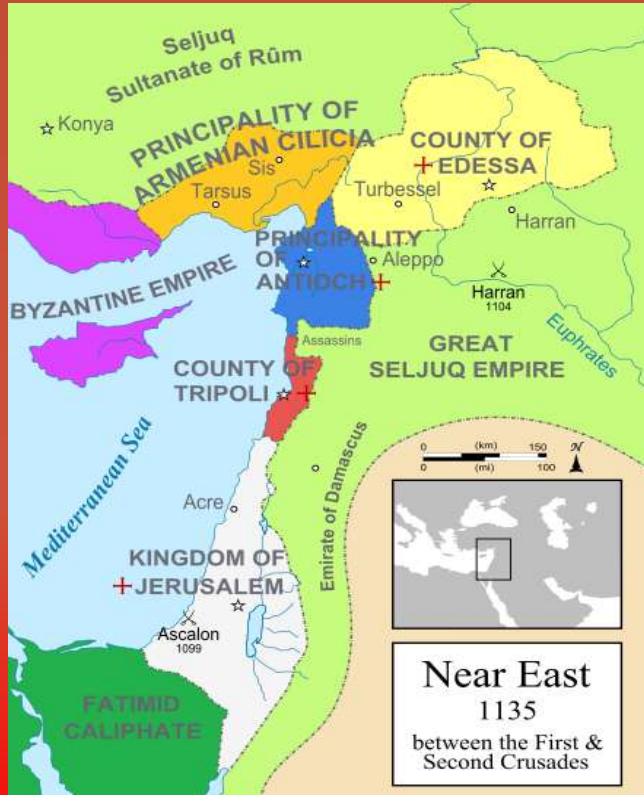 Seljuq
Sultanate of Rûm
Konya
PRINCIPALITY OF
ARMENIAN CILICIA
Sis
Tarsus
COUNTY OF
EDESSA
Turbessel
Harran
PRINCIPALITY
OF
ANTIOCH
Aleppo
Harran
1104
BYZANTINE EMPIRE
Euphrates
Assassins
GREAT
SELJUQ EMPIRE
COUNTY OF
TRIPOLI
Mediterranean Sea
Emirate of Damascus
0 (km) 150
N
0 (mi) 100
Acre
KINGDOM OF
JERUSALEM
Ascalon
1099
FATIMID
CALIPHATE
Near East
1135
between the First &
Second Crusades